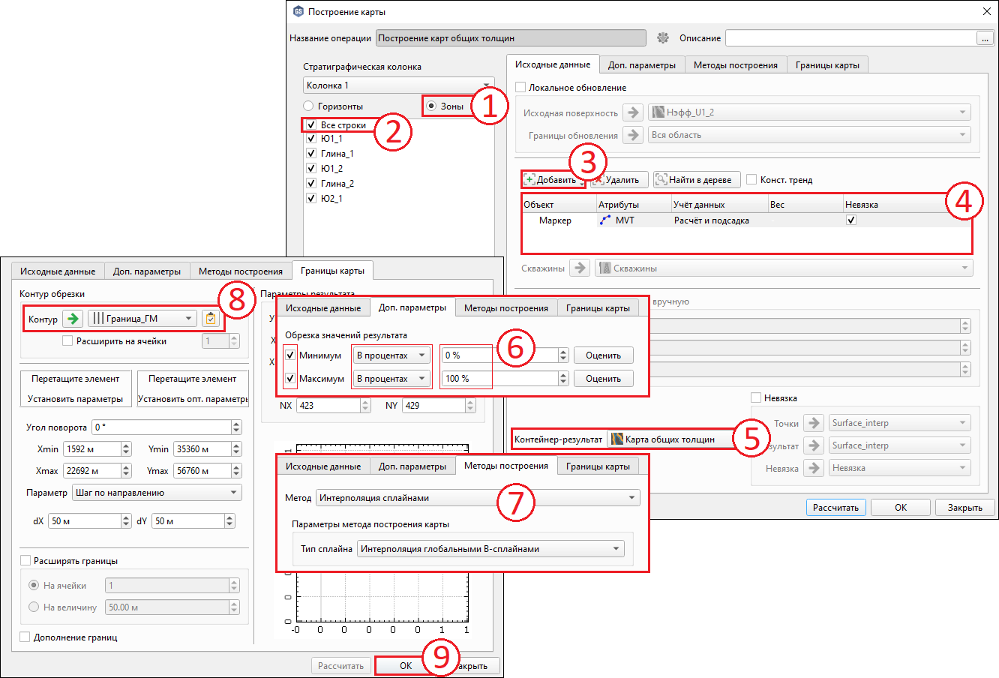 Построение карты
Название операции Построение карт общих толщин Описание ...
Стратиграфическая колонка
Колонка 1
Горизонты Зоны 1
Все строки 2
Ю1_1
Глина_1
Ю1_2
Глина_2
Ю2_1
Исходные данные Доп. параметры Методы построения Границы карты
Локальное обновление
Исходная поверхность Нэфф_U1_2
Границы обновления Вся область
3
Добавить Удалить Найти в дереве Конст. тренд
Объект Атрибуты Учёт данных Вес Невязка 4
Маркер MVT Расчёт и подсадка
Скважины Скважины
вручную
Невязка
Точки Surface_interp
зультат Surface_interp
Невязка Невязка
Контейнер-результат Карта общих толщин 5
Рассчитать OK Закрыть
Исходные данные Доп. параметры Методы построения Границы карты
Контур обрезки
Контур Граница_ГМ 8
Расширить на ячейки 1
Перетащите элемент Перетащите элемент
Установить параметры Установить опт. параметры
Угол поворота 0 °
Xmin 1592 м Ymin 35360 м
Xmax 22692 м Ymax 56760 м
Параметр Шаг по направлению
dX 50 м dY 50 м
Расширять границы
На ячейки 1
На величину 50.00 м
Дополнение границ
Параметры результата
У
X
X
Исходные данные Доп. параметры Методы построения Границы карты
Обрезка значений результата
6
Минимум В процентах 0 % Оценить
Максимум В процентах 100 % Оценить
NX 423 NY 429
1
Исходные данные Доп. параметры Методы построения Границы карты
Метод Интерполяция сплайнами 7
Параметры метода построения карты
Тип сплайна Интерполяция глобальными B-сплайнами
0
0
0
-0 0 0 0 0 0 1 1
Рассчитать OK 9 акрыть